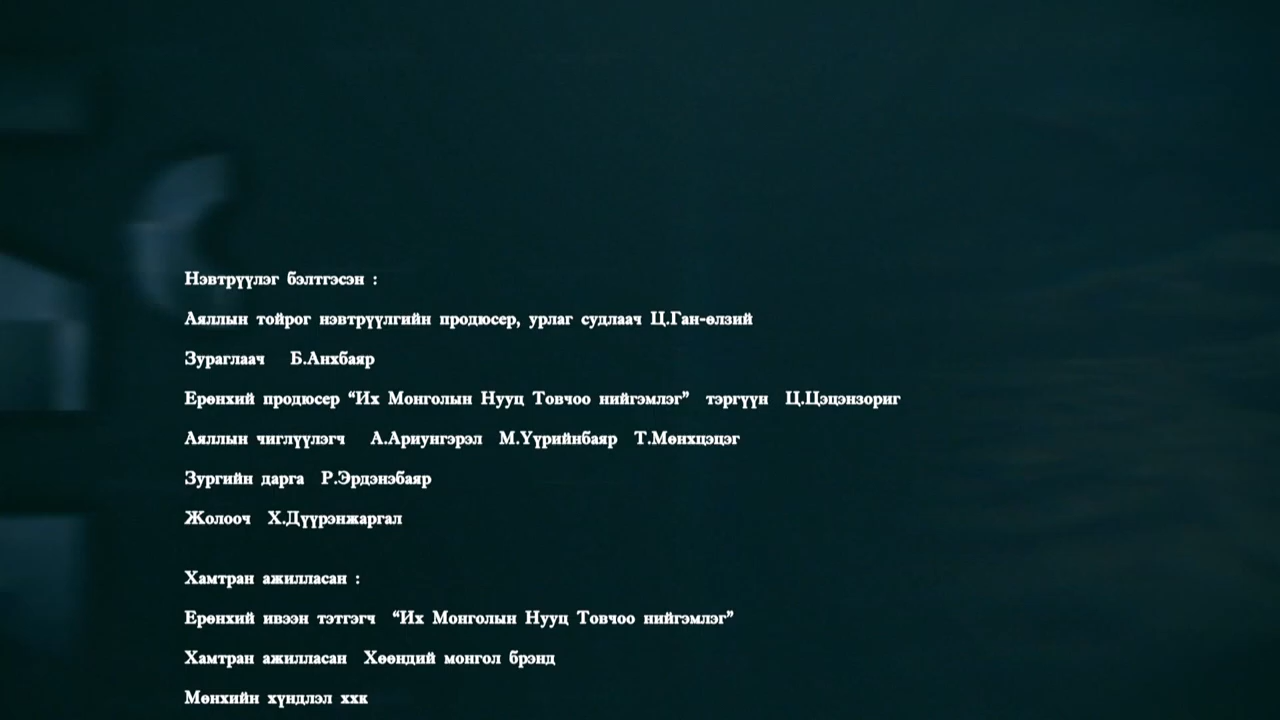 Нэвтрүүлэг бэлтгэсэн :
Аяллын тойрог нэвтрүүлгийн продюсер, урлаг судлаач Ц.Ган-өлзий
Зураглаач Б.Анхбаяр
Ерөнхий продюсер “Их Монголын Нууц Товчоо нийгэмлэг” тэргүүн Ц.Цэцэнзориг
Аяллын чиглүүлэгч А.Ариунгэрэл М.Үүрийнбаяр Т.Мөнхцэцэг
Зургийн дарга Р.Эрдэнэбаяр
Жолооч Х.Дүүрэнжаргал
Хамтран ажилласан :
Ерөнхий ивээн тэтгэгч “Их Монголын Нууц Товчоо нийгэмлэг”
Хамтран ажилласан Хөөндий монгол брэнд
Мөнхийн хүндлэл ххк